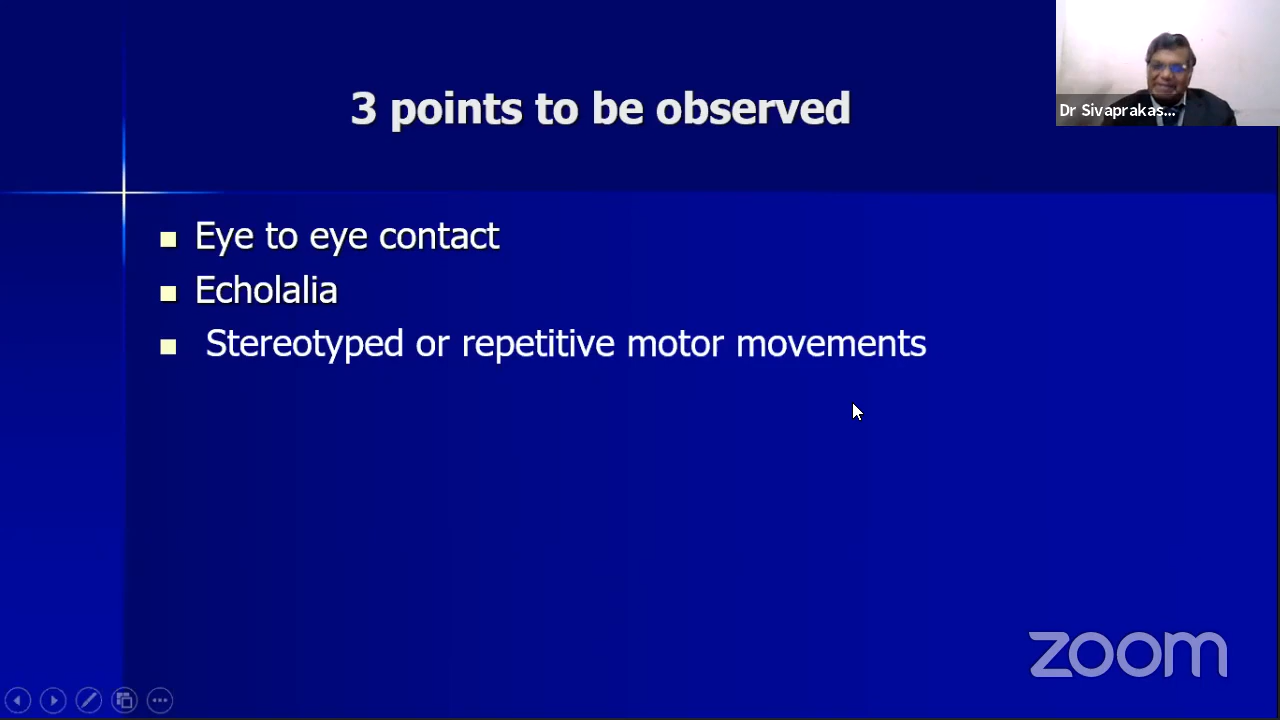 3 points to be observed
Dr Sivaprakas...
Eye to eye contact
Echolalia
Stereotyped or repetitive motor movements
zoom